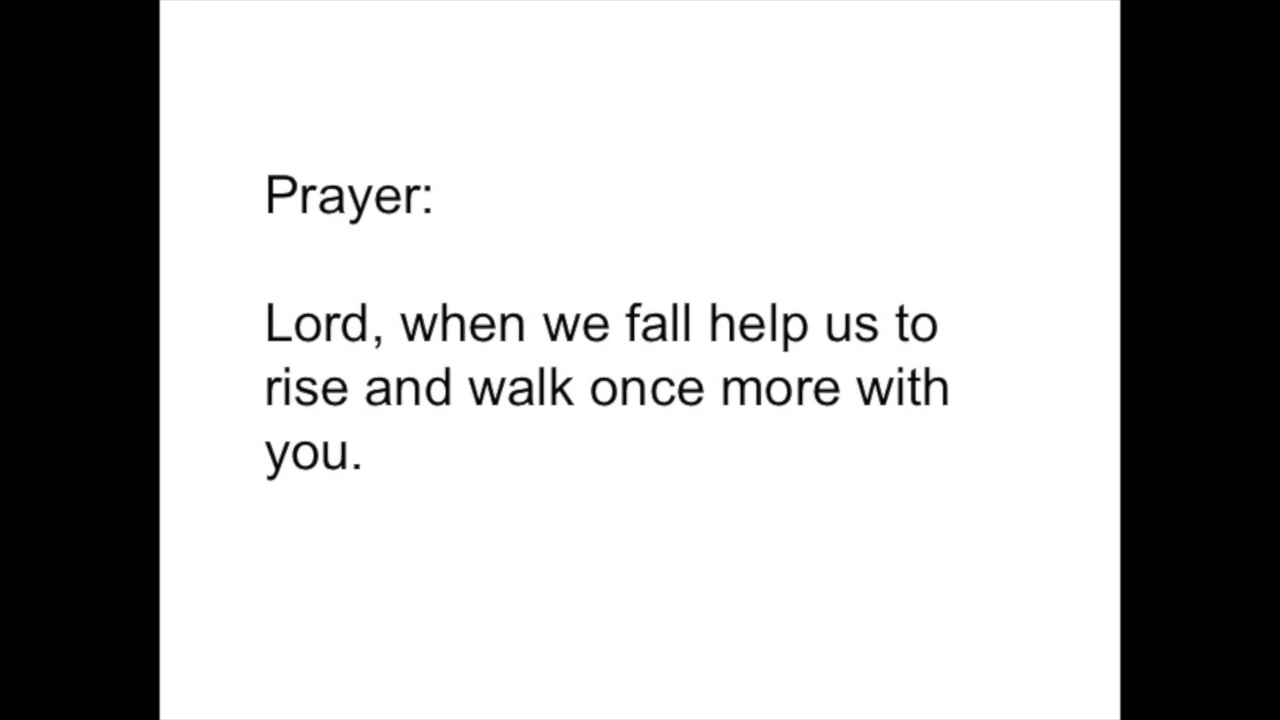 Prayer:
Lord, when we fall help us to
rise and walk once more with
you.